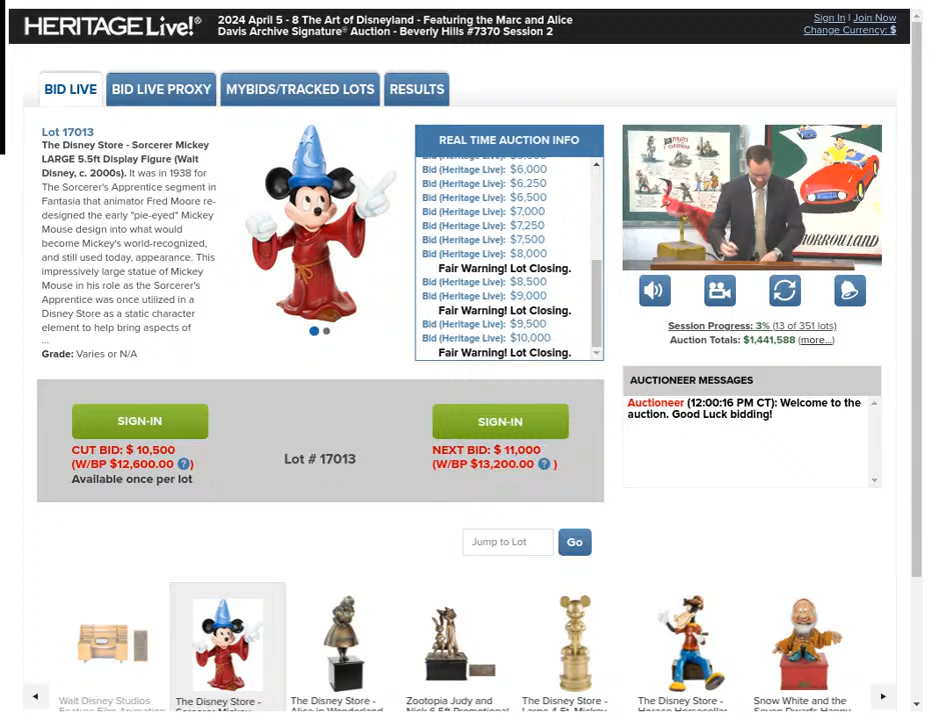 HERITAGE Live!®
2024 April 5 - 8 The Art of Disneyland - Featuring the Marc and Alice
Davis Archive Signature® Auction - Beverly Hills #7370 Session 2
Sign In | Join Now
Change Currency: $
BID LIVE
BID LIVE PROXY
MYBIDS/TRACKED LOTS
RESULTS
Lot 17013
The Disney Store - Sorcerer Mickey
LARGE 5.5ft Display Figure (Walt
Disney, c. 2000s). It was in 1938 for
The Sorcerer's Apprentice segment in
Fantasia that animator Fred Moore re-
designed the early "pie-eyed" Mickey
Mouse design into what would
become Mickey's world-recognized,
and still used today, appearance. This
impressively large statue of Mickey
Mouse in his role as the Sorcerer's
Apprentice was once utilized in a
Disney Store as a static character
element to help bring aspects of
...
Grade: Varies or N/A
REAL TIME AUCTION INFO
Bid (Heritage Live):
Bid (Heritage Live): $6,000
Bid (Heritage Live): $6,250
Bid (Heritage Live): $6,500
Bid (Heritage Live): $7,000
Bid (Heritage Live): $7,250
Bid (Heritage Live): $7,500
Bid (Heritage Live): $8,000
Fair Warning! Lot Closing.
Bid (Heritage Live): $8,500
Bid (Heritage Live): $9,000
Fair Warning! Lot Closing.
Bid (Heritage Live): $9,500
Bid (Heritage Live): $10,000
Fair Warning! Lot Closing.
Session Progress: 3% (13 of 351 lots)
Auction Totals: $1,441,588 (more...)
AUCTIONEER MESSAGES
Auctioneer (12:00:16 PM CT): Welcome to the
auction. Good Luck bidding!
SIGN-IN
CUT BID: $ 10,500
(W/BP $12,600.00 ?)
Available once per lot
Lot # 17013
SIGN-IN
NEXT BID: $ 11,000
(W/BP $13,200.00 ? )
Jump to Lot
Go
Walt Disney Studios
Feature Film Animation
The Disney Store -
Sorcerer Mickey
The Disney Store -
Alice in Wonderland
Zootopia Judy and
Nick 6.5ft Promotional
The Disney Store -
Large 4 Ft. Mickey
The Disney Store -
Horace Horsecollar
Snow White and the
Seven Dwarfs Happy